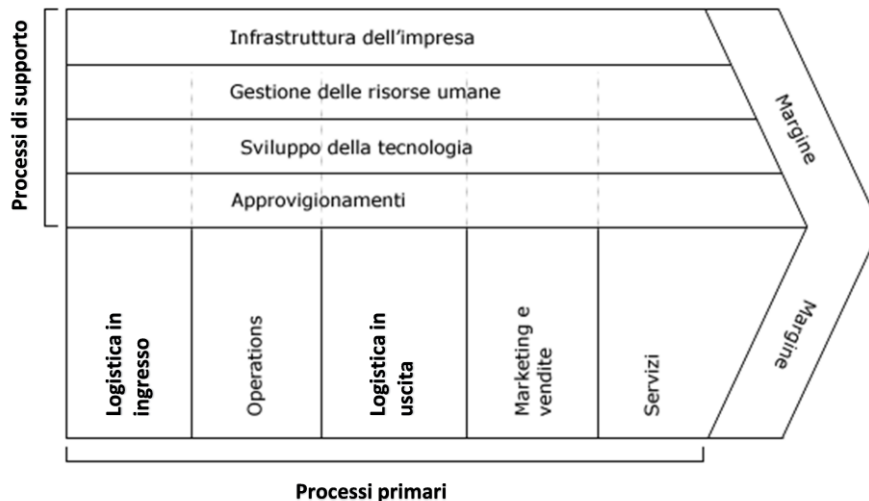 Processi di supporto
Infrastruttura dell'impresa
Gestione delle risorse umane
Sviluppo della tecnologia
Approvigionamenti
Margine
Logistica in
ingresso
Operations
Logistica in
uscita
Marketing e
vendite
Servizi
Margine
Processi primari